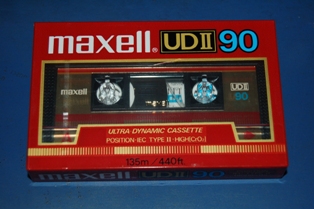 maxell® UDII 90
maxell UDII
90
ULTRA DYNAMIC CASSETTE
POSITION·IEC TYPE II·HIGH(CrO₂)
135m / 440ft.
maxell UDII 90